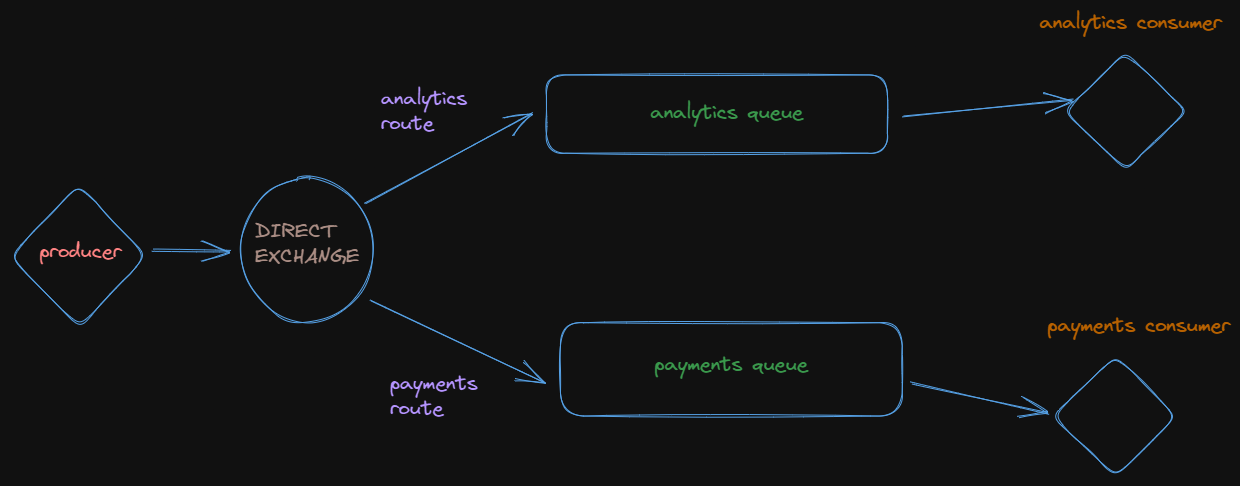 analytics consumer
analytics
route
analytics queue
producer
DIRECT
EXCHANGE
payments
route
payments queue
payments consumer